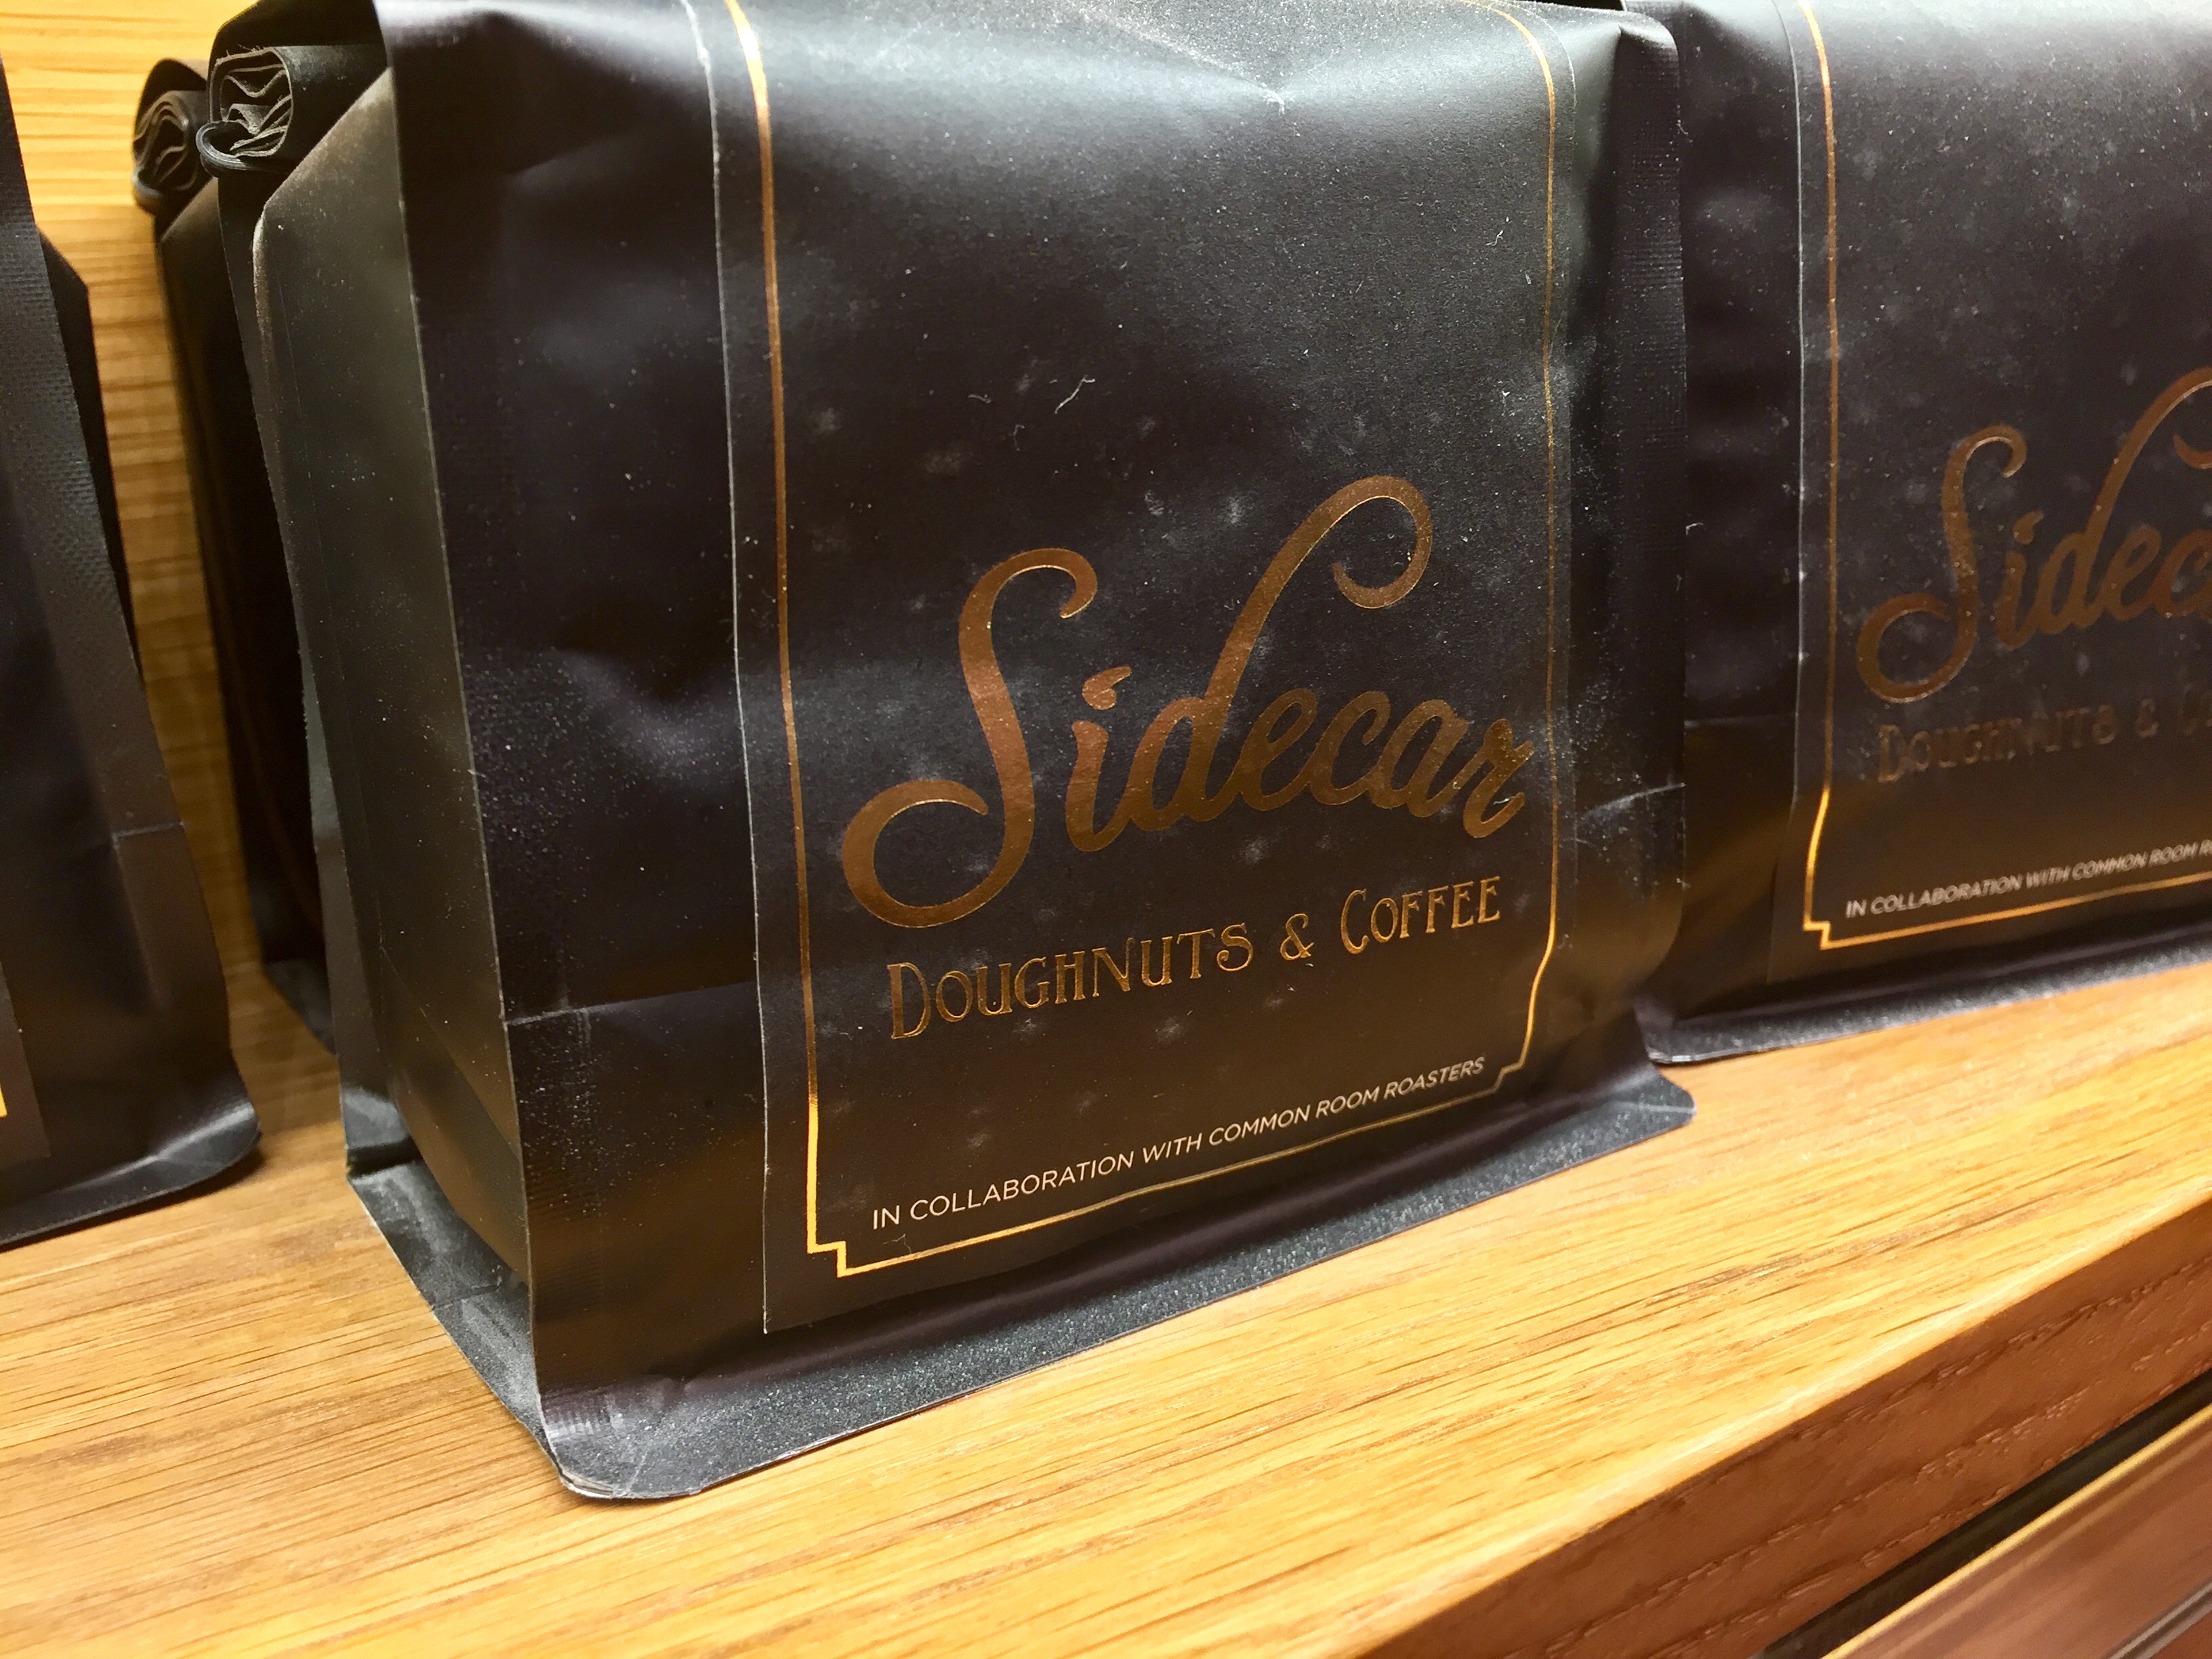 Sidecar
DOUGHNUTS & COFFEE
IN COLLABORATION WITH COMMON ROOM ROASTERS
DOUGHNUTS &
IN COLLABORATION WITH COMMON ROOM